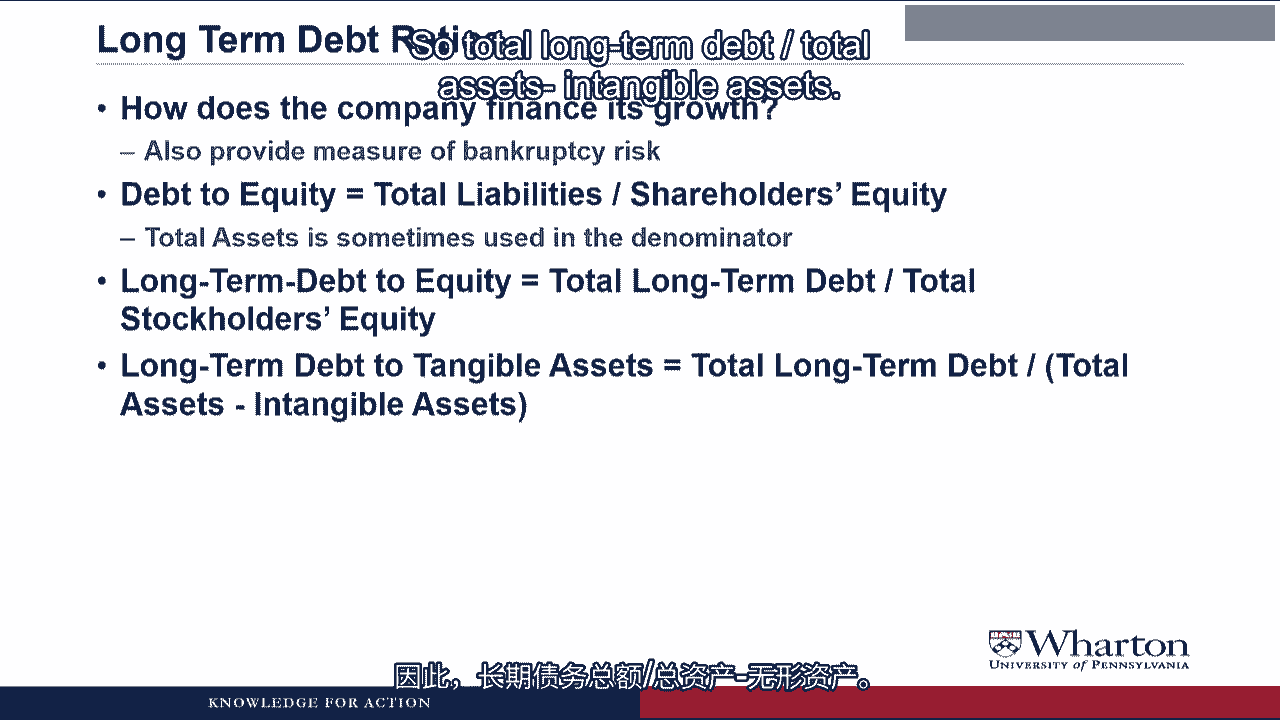 Long Term Debt Ratios
So total long-term debt / total
assets- intangible assets.
• How does the company finance its growth?
– Also provide measure of bankruptcy risk
• Debt to Equity = Total Liabilities / Shareholders’ Equity
– Total Assets is sometimes used in the denominator
• Long-Term-Debt to Equity = Total Long-Term Debt / Total
Stockholders’ Equity
• Long-Term Debt to Tangible Assets = Total Long-Term Debt / (Total
Assets - Intangible Assets)
Wharton
UNIVERSITY of PENNSYLVANIA
因此，长期债务总额/总资产-无形资产。
KNOWLEDGE FOR ACTION